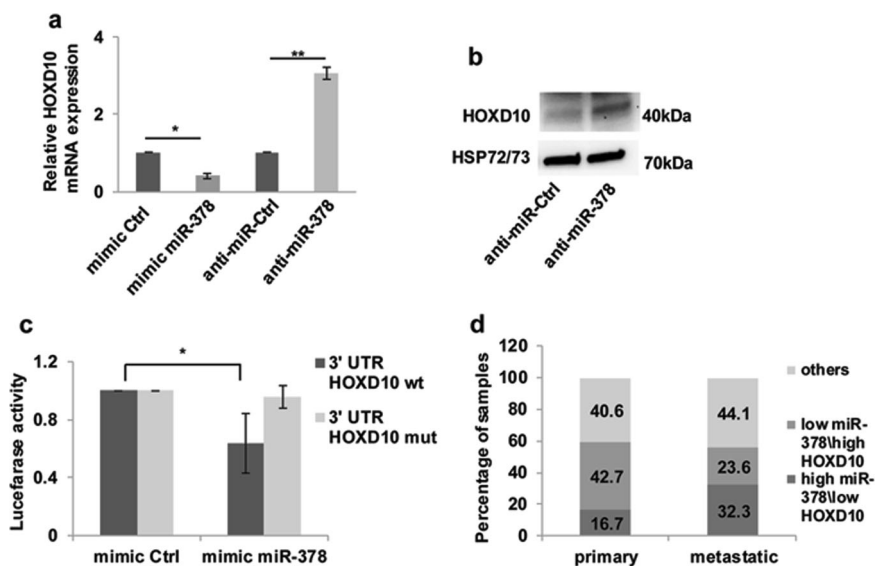 a
Relative HOXD10
mRNA expression
4
2
0
*
**
mimic Ctrl
mimic miR-378
anti-miR-Ctrl
anti-miR-378
b
HOXD10
40kDa
HSP72/73
70kDa
anti-miR-Ctrl
anti-miR-378
c
Lucefarase activity
1.2
0.8
0.4
0
*
mimic Ctrl
mimic miR-378
3' UTR
HOXD10 wt
3' UTR
HOXD10 mut
d
Percentage of samples
120
100
80
60
40
20
0
40.6
42.7
16.7
44.1
23.6
32.3
primary
metastatic
others
low miR-
378\high
HOXD10
high miR-
378\low
HOXD10